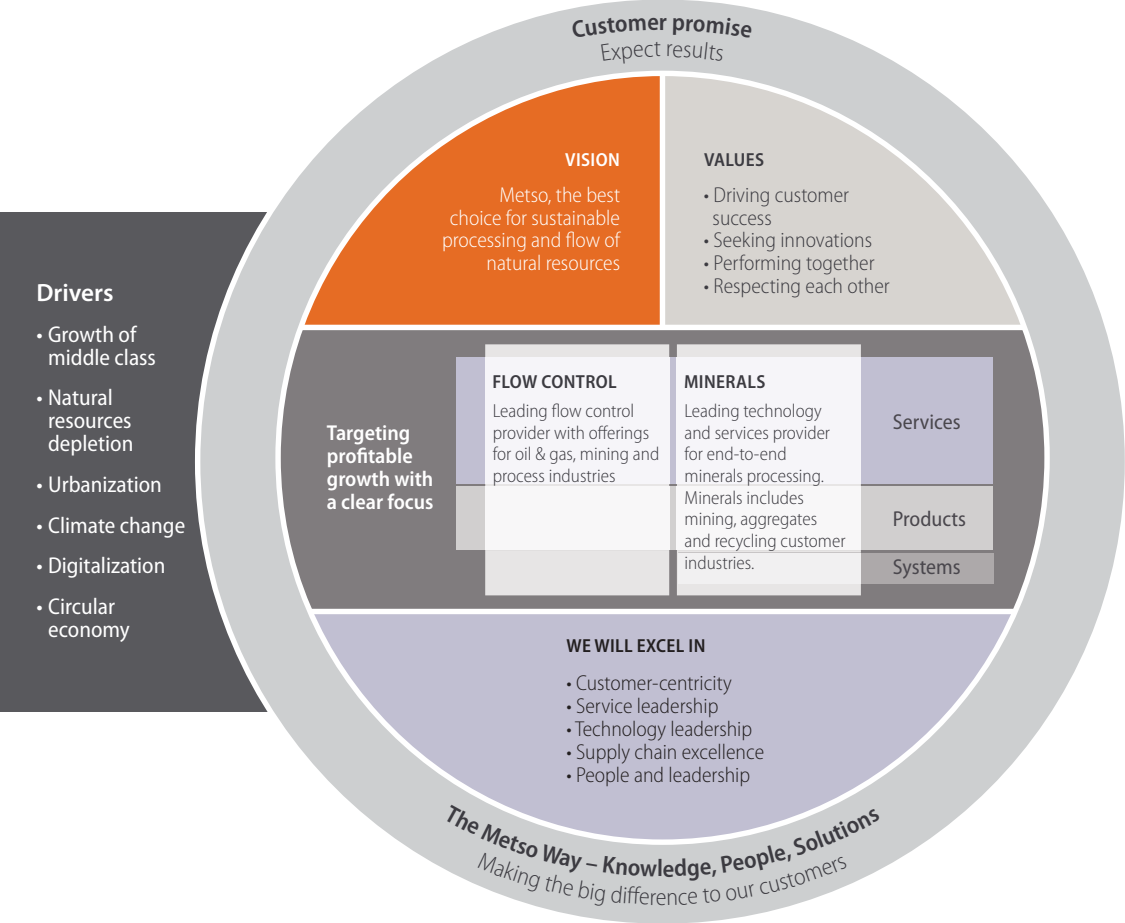 Customer promise
Expect results
VISION
Metso, the best
choice for sustainable
processing and flow of
natural resources
VALUES
• Driving customer
success
• Seeking innovations
• Performing together
• Respecting each other
Drivers
• Growth of
middle class
• Natural
resources
depletion
• Urbanization
• Climate change
• Digitalization
• Circular
economy
Targeting
profitable
growth with
a clear focus
FLOW CONTROL
Leading flow control
provider with offerings
for oil & gas, mining and
process industries
MINERALS
Leading technology
and services provider
for end-to-end
minerals processing.
Minerals includes
mining, aggregates
and recycling customer
industries.
Services
Products
Systems
WE WILL EXCEL IN
• Customer-centricity
• Service leadership
• Technology leadership
• Supply chain excellence
• People and leadership
The Metso Way – Knowledge, People, Solutions
Making the big difference to our customers